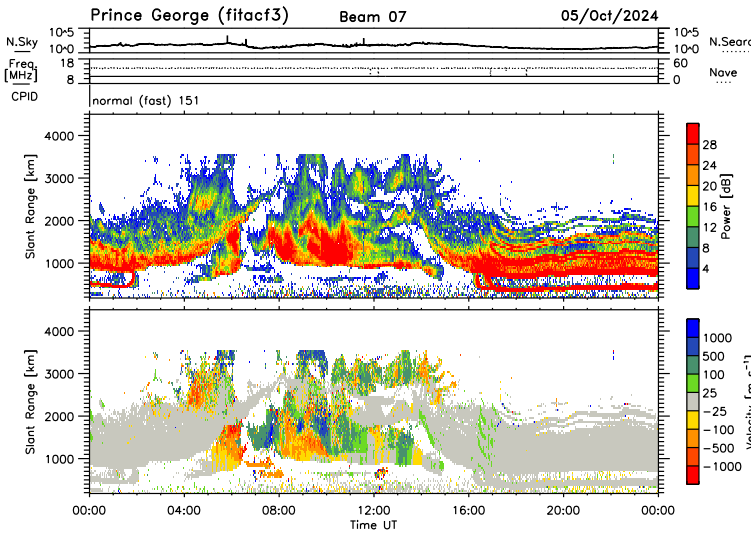 Prince George (fitacf3) Beam 07 05/Oct/2024
N.Sky 10^5 10^0 10^5 10^0 N.Searc
Freq. [MHz] 18 8 60 0 Nave
CPID normal (fast) 151
Slant Range [km] 4000 3000 2000 1000
Power [dB] 28 24 20 16 12 8 4
Slant Range [km] 4000 3000 2000 1000
Velocity [m s^-1] 1000 500 100 25 -25 -100 -500 -1000
00:00 04:00 08:00 12:00 16:00 20:00 00:00
Time UT